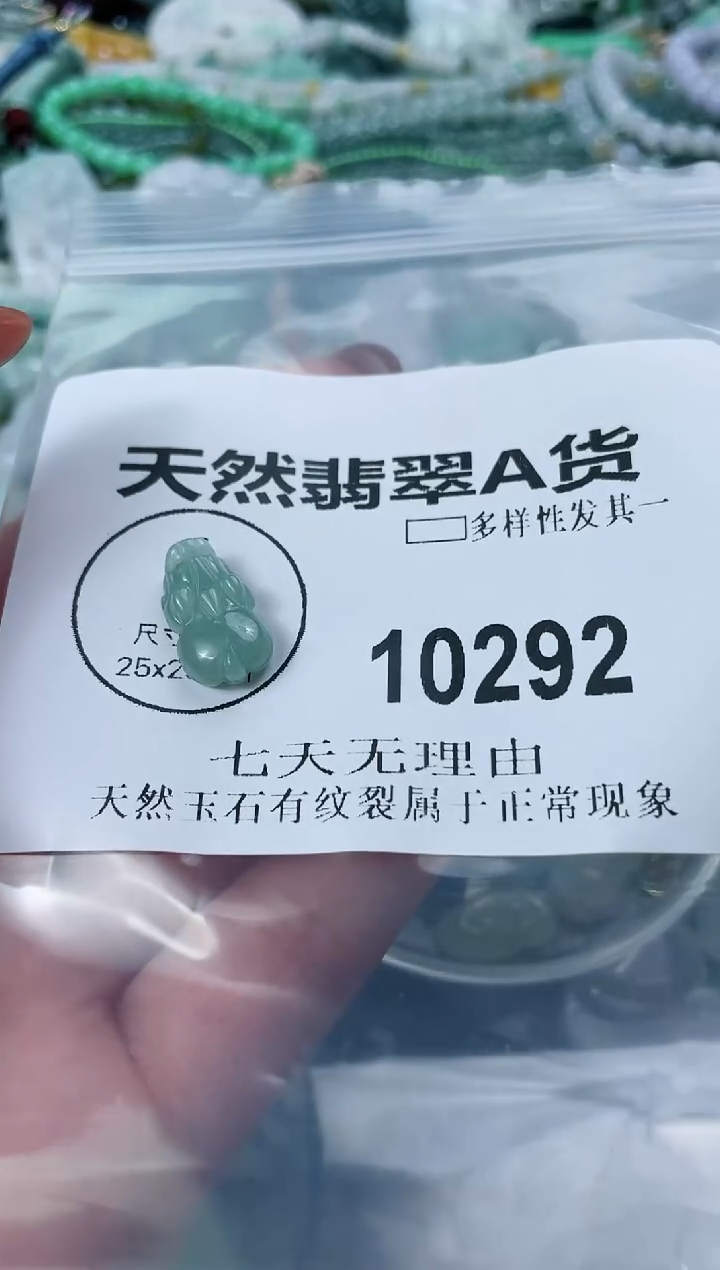 天然翡翠A货
多样性发其一
尺寸
25x2
10292
七天无理由
天然玉石有纹裂属于正常现象